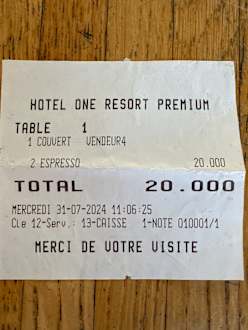 HOTEL ONE RESORT PREMIUM
TABLE 1
1 COUVERT VENDEUR4
2 ESPRESSO 20.000
TOTAL 20.000
MERCREDI 31-07-2024 11:06:25
Cle 12-Serv.: 13-CAISSE 1-NOTE 010001/1
MERCI DE VOTRE VISITE